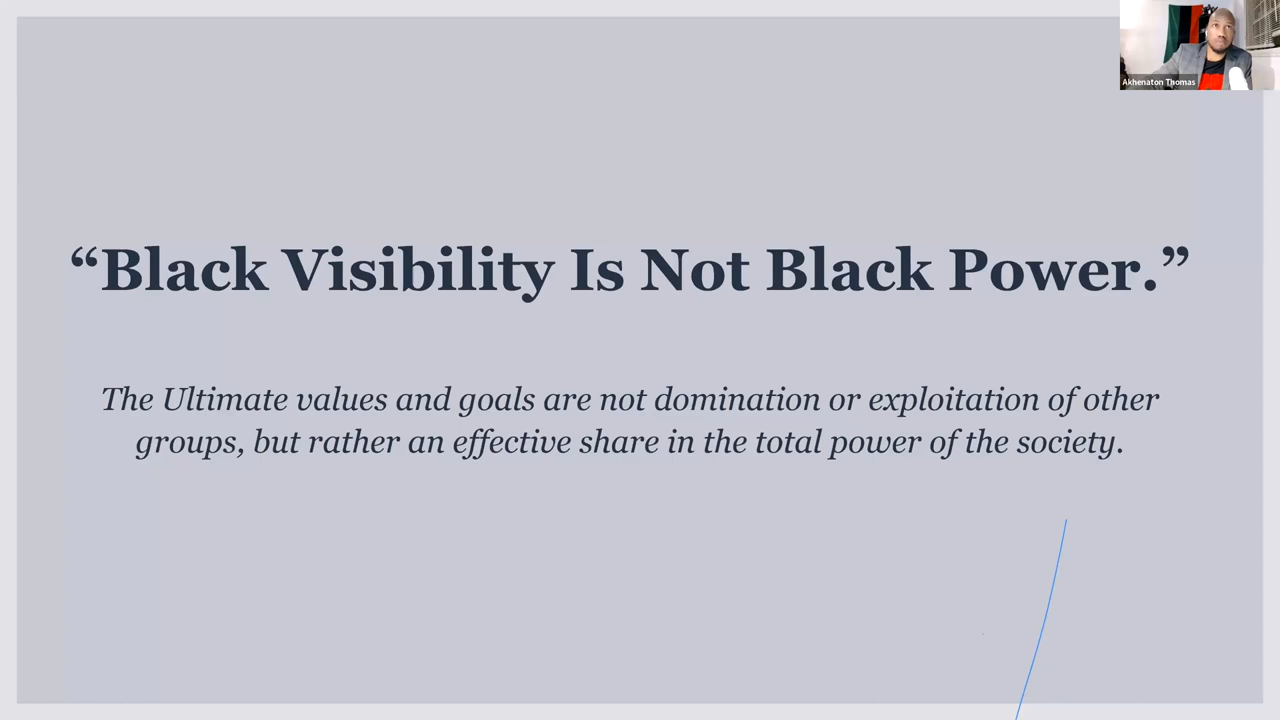 Akhenaton Thomas
“Black Visibility Is Not Black Power.”
The Ultimate values and goals are not domination or exploitation of other
groups, but rather an effective share in the total power of the society.